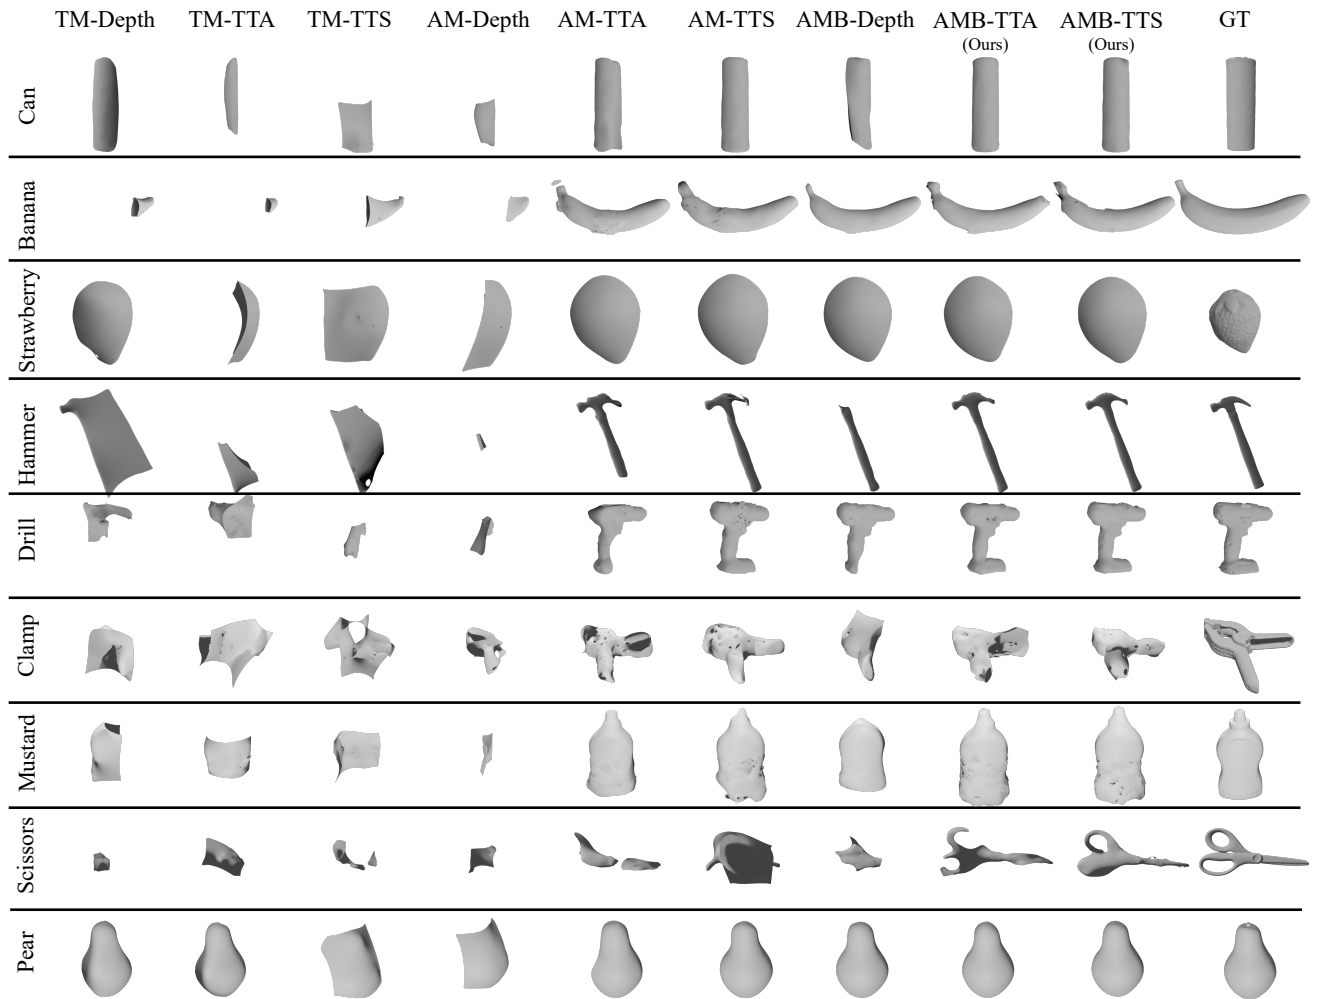 TM-Depth TM-TTA TM-TTS AM-Depth AM-TTA AM-TTS AMB-Depth AMB-TTA AMB-TTS GT
(Ours) (Ours)
Can
Banana
Strawberry
Hammer
Drill
Clamp
Mustard
Scissors
Pear